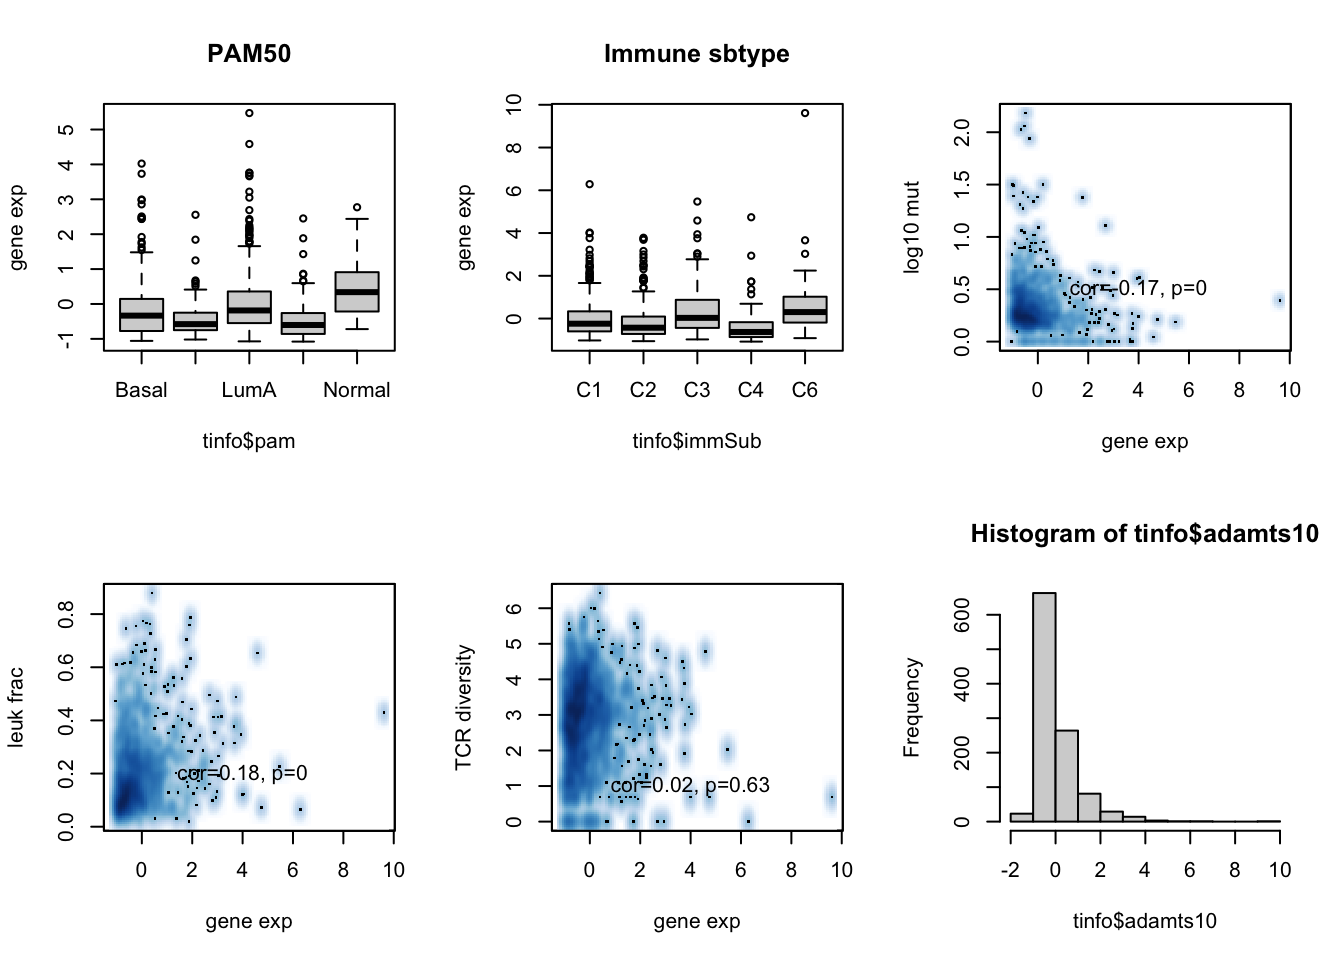 PAM50
gene exp
-1 0 1 2 3 4 5
Basal LumA Normal
tinfo$pam
Immune sbtype
gene exp
0 2 4 6 8 10
C1 C2 C3 C4 C6
tinfo$immSub
log10 mut
0.0 0.5 1.0 1.5 2.0
cor=-0.17, p=0
0 2 4 6 8 10
gene exp
leuk frac
0.0 0.2 0.4 0.6 0.8
cor=0.18, p=0
0 2 4 6 8 10
gene exp
TCR diversity
0 1 2 3 4 5 6
cor=0.02, p=0.63
0 2 4 6 8 10
gene exp
Histogram of tinfo$adamts10
Frequency
0 200 400 600
-2 0 2 4 6 8 10
tinfo$adamts10